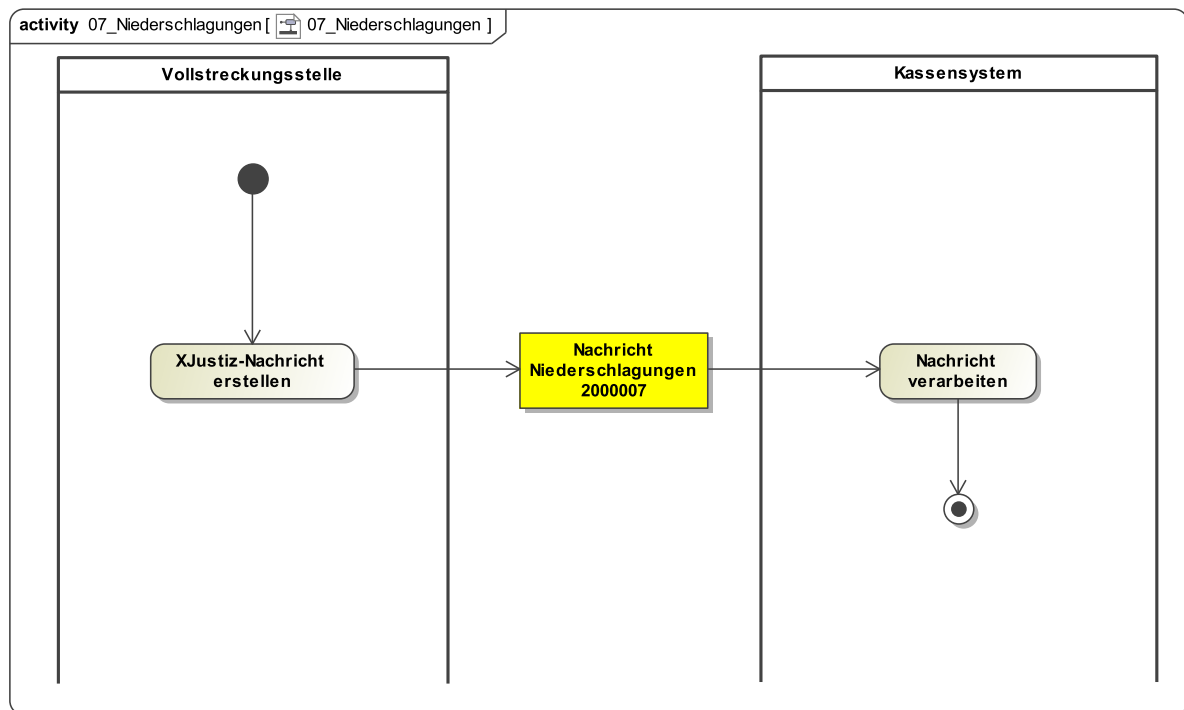 activity 07_Niederschlagungen [ 07_Niederschlagungen ]
Vollstreckungsstelle
Kassensystem
XJustiz-Nachricht
erstellen
Nachricht
Niederschlagungen
2000007
Nachricht
verarbeiten